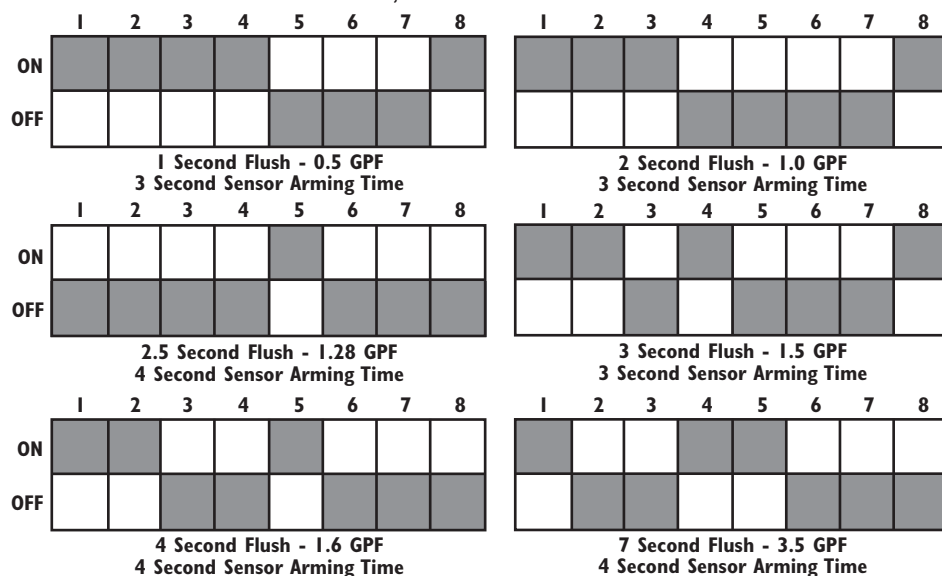 1 2 3 4 5 6 7 8
ON
OFF
1 Second Flush - 0.5 GPF
3 Second Sensor Arming Time
1 2 3 4 5 6 7 8
2 Second Flush - 1.0 GPF
3 Second Sensor Arming Time
1 2 3 4 5 6 7 8
ON
OFF
2.5 Second Flush - 1.28 GPF
4 Second Sensor Arming Time
1 2 3 4 5 6 7 8
3 Second Flush - 1.5 GPF
3 Second Sensor Arming Time
1 2 3 4 5 6 7 8
ON
OFF
4 Second Flush - 1.6 GPF
4 Second Sensor Arming Time
1 2 3 4 5 6 7 8
7 Second Flush - 3.5 GPF
4 Second Sensor Arming Time